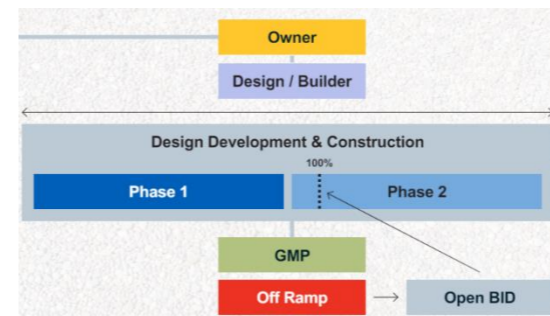 Owner
Design / Builder
Design Development & Construction
100%
Phase 1
Phase 2
GMP
Off Ramp
Open BID